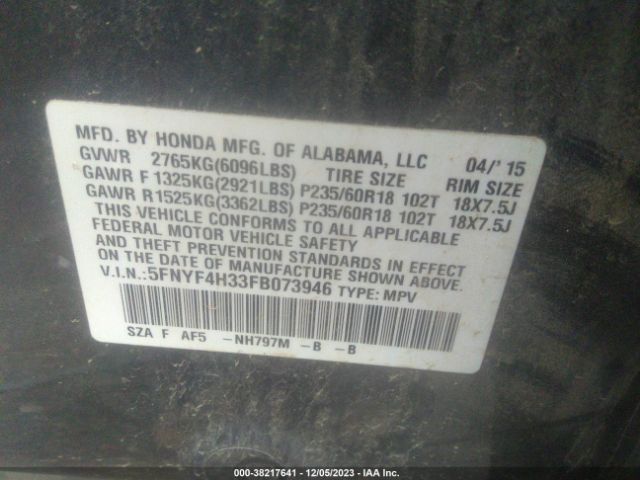 MFD. BY HONDA MFG. OF ALABAMA, LLC 04/'15
GVWR 2765KG(6096LBS) TIRE SIZE RIM SIZE
GAWR F 1325KG(2921LBS) P235/60R18 102T 18X7.5J
GAWR R 1525KG(3362LBS) P235/60R18 102T 18X7.5J
THIS VEHICLE CONFORMS TO ALL APPLICABLE
FEDERAL MOTOR VEHICLE SAFETY
AND THEFT PREVENTION STANDARDS IN EFFECT
ON THE DATE OF MANUFACTURE SHOWN ABOVE.
V.I.N.:5FNYF4H33FB073946 TYPE: MPV
SZA F AF5 -NH797M -B -B
000-38217641 - 12/05/2023 - IAA Inc.